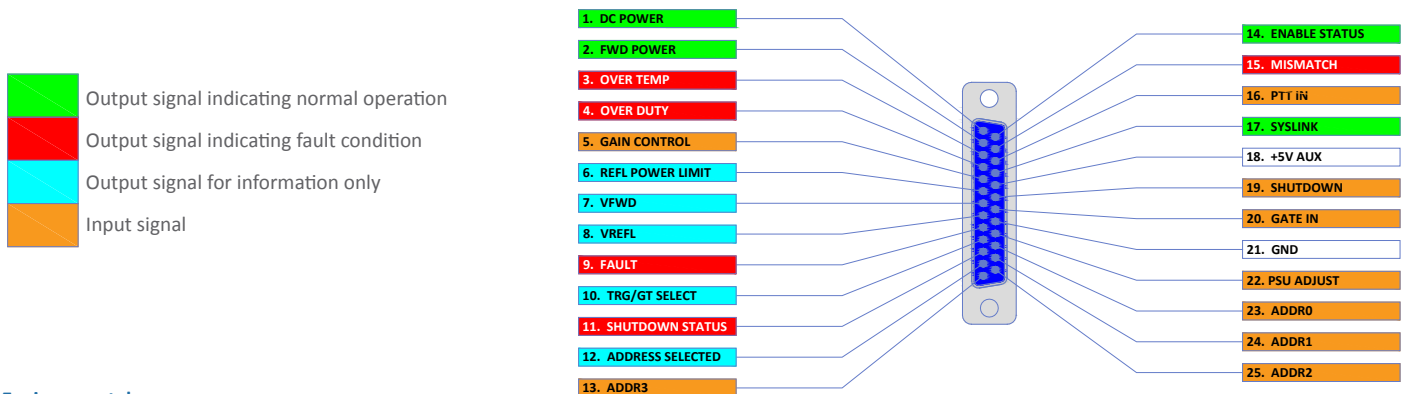 Output signal indicating normal operation
Output signal indicating fault condition
Output signal for information only
Input signal
1. DC POWER
2. FWD POWER
3. OVER TEMP
4. OVER DUTY
5. GAIN CONTROL
6. REFL POWER LIMIT
7. VFWD
8. VREFL
9. FAULT
10. TRG/GT SELECT
11. SHUTDOWN STATUS
12. ADDRESS SELECTED
13. ADDR3
14. ENABLE STATUS
15. MISMATCH
16. PTT IN
17. SYSLINK
18. +5V AUX
19. SHUTDOWN
20. GATE IN
21. GND
22. PSU ADJUST
23. ADDR0
24. ADDR1
25. ADDR2